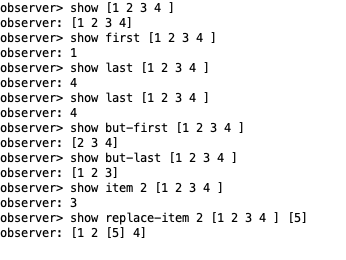 observer> show [1 2 3 4 ]
observer: [1 2 3 4]
observer> show first [1 2 3 4 ]
observer: 1
observer> show last [1 2 3 4 ]
observer: 4
observer> show last [1 2 3 4 ]
observer: 4
observer> show but-first [1 2 3 4 ]
observer: [2 3 4]
observer> show but-last [1 2 3 4 ]
observer: [1 2 3]
observer> show item 2 [1 2 3 4 ]
observer: 3
observer> show replace-item 2 [1 2 3 4 ] [5]
observer: [1 2 [5] 4]